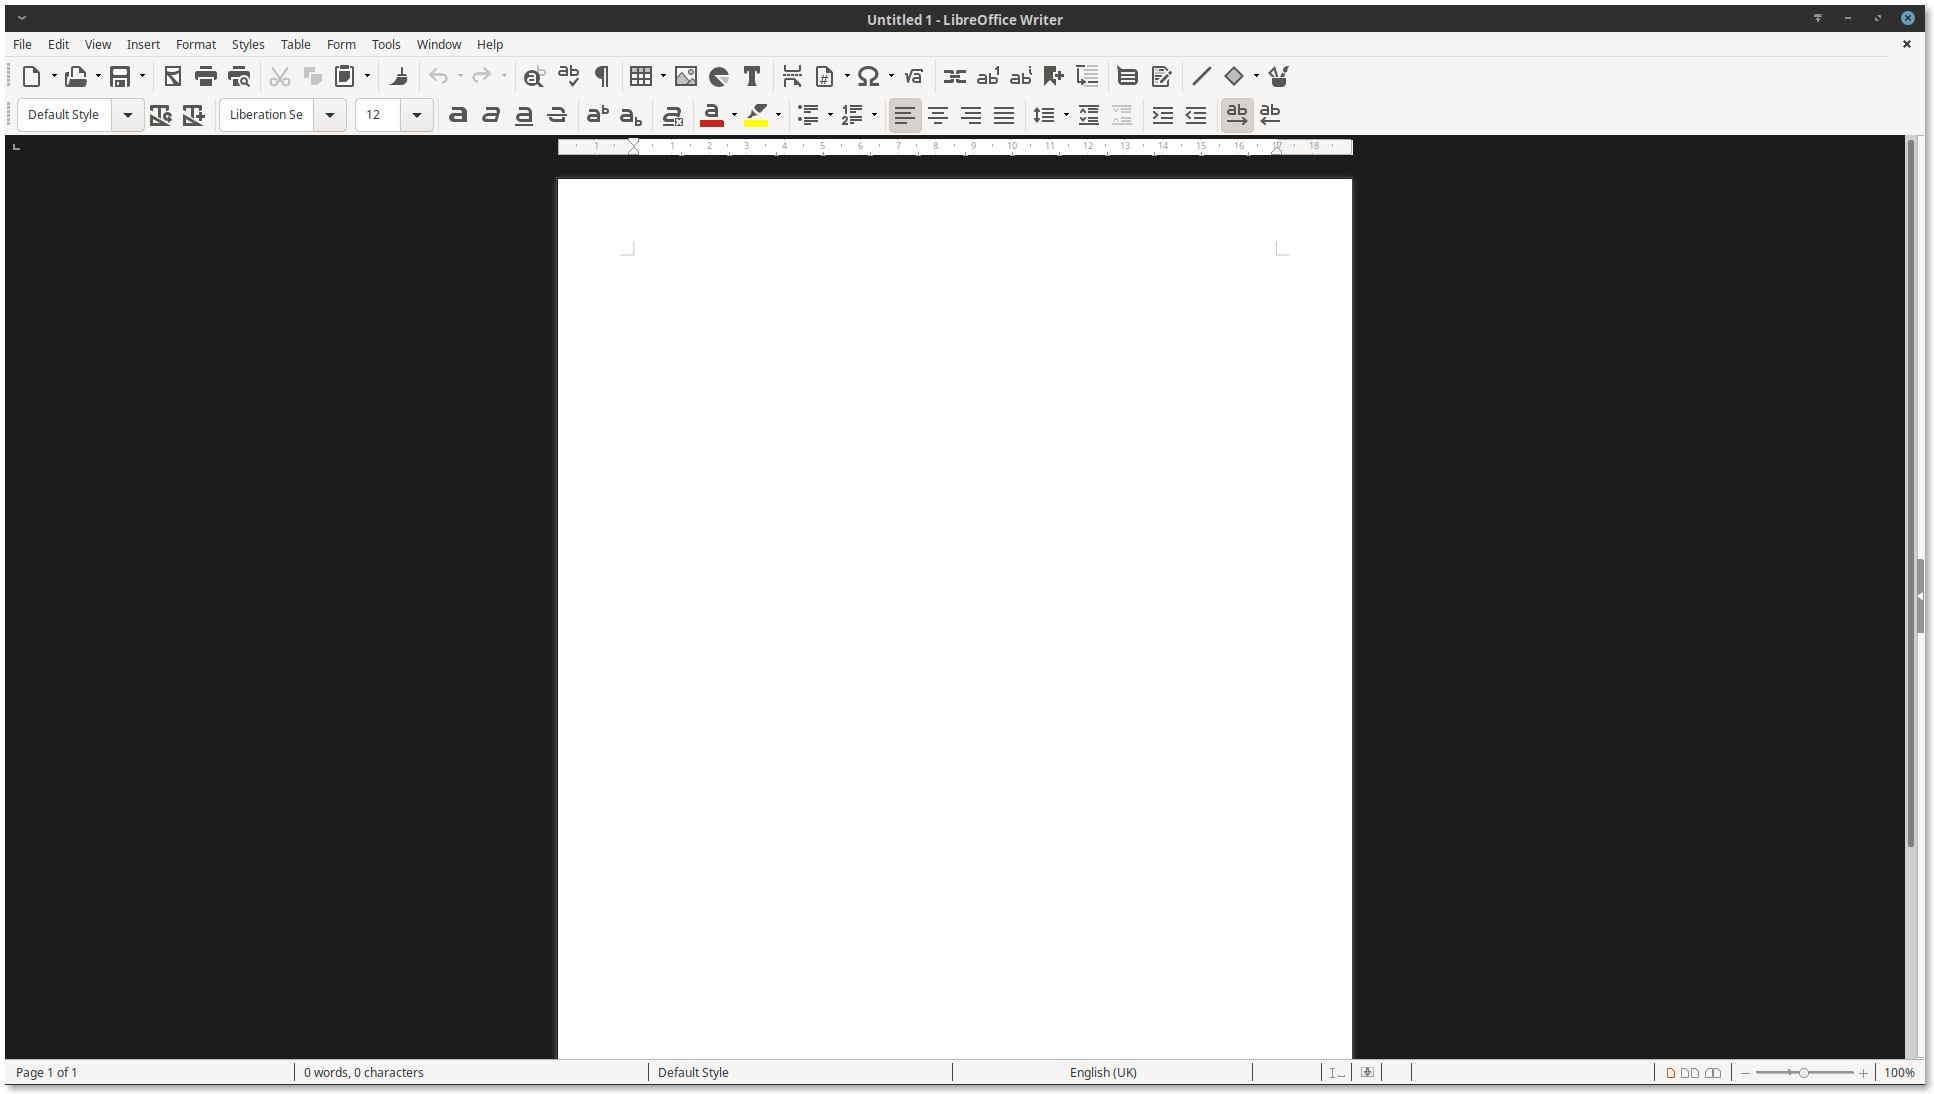 Untitled 1 - LibreOffice Writer
File Edit View Insert Format Styles Table Form Tools Window Help
Default Style Liberation Se 12
1 1 2 3 4 5 6 7 8 9 10 11 12 13 14 15 16 17 18
Page 1 of 1 0 words, 0 characters Default Style English (UK) 100%